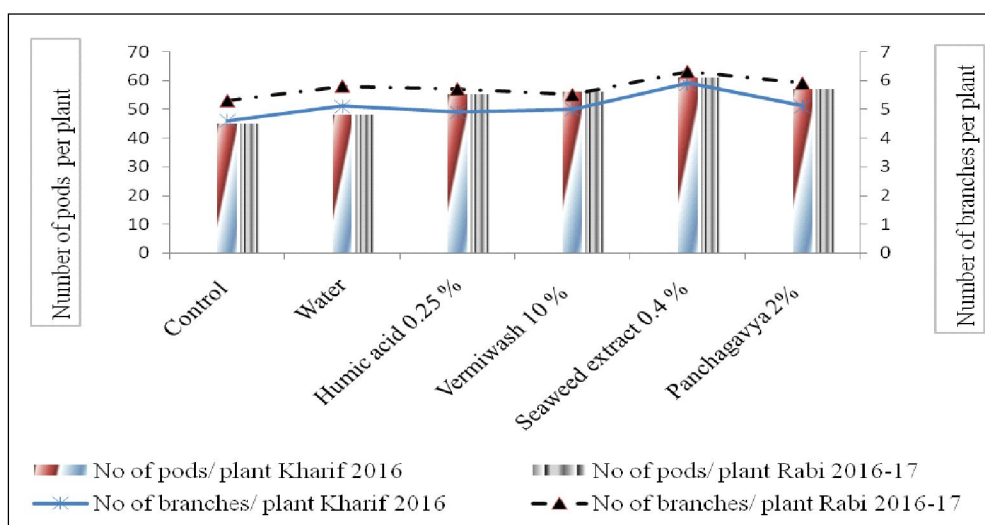 Number of pods per plant
70
60
50
40
30
20
10
0
7
6
5
4
3
2
1
0
Number of branches per plant
Control
Water
Humic acid 0.25 %
Vermiwash 10 %
Seaweed extract 0.4 %
Panchagavya 2%
No of pods/ plant Kharif 2016
No of pods/ plant Rabi 2016-17
No of branches/ plant Kharif 2016
No of branches/ plant Rabi 2016-17